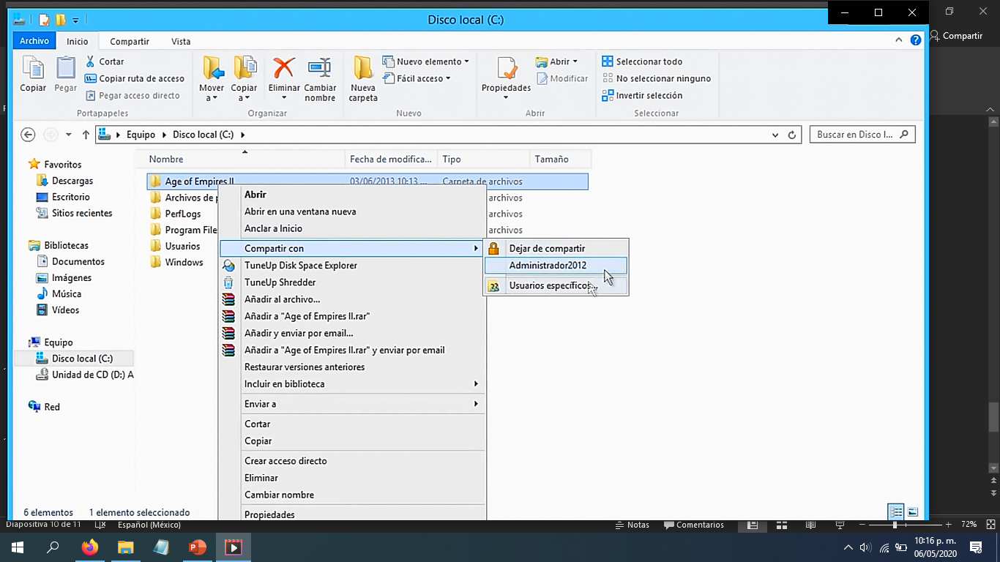 Disco local (C:)
Compartir
Archivo
Inicio
Compartir
Vista
Copiar
Pegar
Cortar
Copiar ruta de acceso
Pegar acceso directo
Portapapeles
Mover a
Copiar a
Eliminar
Cambiar nombre
Organizar
Nueva carpeta
Nuevo elemento
Fácil acceso
Nuevo
Propiedades
Abrir
Modificar
Abrir
Seleccionar todo
No seleccionar ninguno
Invertir selección
Seleccionar
Equipo
Disco local (C:)
Buscar en Disco l...
Favoritos
Descargas
Escritorio
Sitios recientes
Bibliotecas
Documentos
Imágenes
Música
Vídeos
Equipo
Disco local (C:)
Unidad de CD (D:) A
Red
Nombre
Fecha de modifica...
Tipo
Tamaño
Age of Empires II
03/06/2013 10:13 ...
Carpeta de archivos
Archivos de p
archivos
PerfLogs
archivos
Program File
archivos
Usuarios
Windows
Abrir
Abrir en una ventana nueva
Anclar a Inicio
Compartir con
TuneUp Disk Space Explorer
TuneUp Shredder
Añadir al archivo...
Añadir a "Age of Empires II.rar"
Añadir y enviar por email...
Añadir a "Age of Empires II.rar" y enviar por email
Restaurar versiones anteriores
Incluir en biblioteca
Enviar a
Cortar
Copiar
Crear acceso directo
Eliminar
Cambiar nombre
Propiedades
Dejar de compartir
Administrador2012
Usuarios específicos...
6 elementos
1 elemento seleccionado
Diapositiva 10 de 11
Español (México)
Notas
Comentarios
72%
10:16 p. m.
06/05/2020